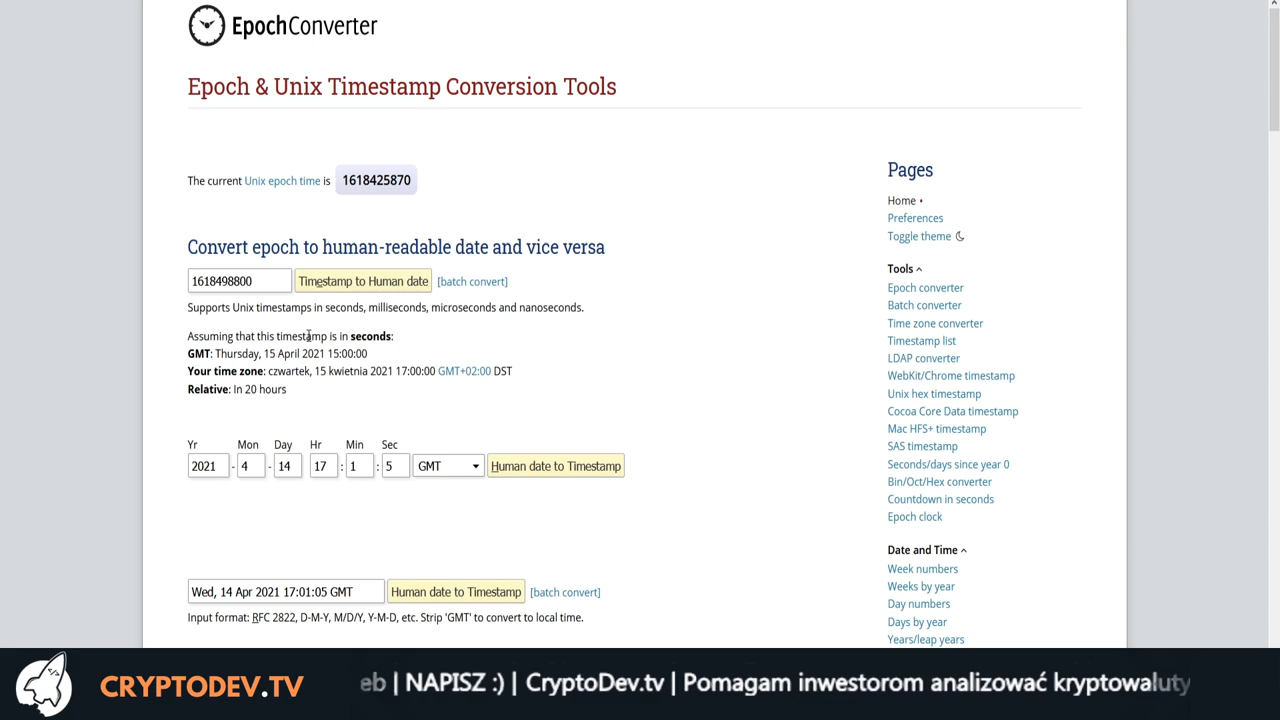 EpochConverter
Epoch & Unix Timestamp Conversion Tools
The current Unix epoch time is 1618425870
Convert epoch to human-readable date and vice versa
1618498800 Timestamp to Human date [batch convert]
Supports Unix timestamps in seconds, milliseconds, microseconds and nanoseconds.
Assuming that this timestamp is in seconds:
GMT: Thursday, 15 April 2021 15:00:00
Your time zone: czwartek, 15 kwietnia 2021 17:00:00 GMT+02:00 DST
Relative: In 20 hours
Yr Mon Day Hr Min Sec
2021 - 4 - 14 17 : 1 : 5 GMT Human date to Timestamp
Wed, 14 Apr 2021 17:01:05 GMT Human date to Timestamp [batch convert]
Input format: RFC 2822, D-M-Y, M/D/Y, Y-M-D, etc. Strip 'GMT' to convert to local time.
Pages
Home •
Preferences
Toggle theme
Tools
Epoch converter
Batch converter
Time zone converter
Timestamp list
LDAP converter
WebKit/Chrome timestamp
Unix hex timestamp
Cocoa Core Data timestamp
Mac HFS+ timestamp
SAS timestamp
Seconds/days since year 0
Bin/Oct/Hex converter
Countdown in seconds
Epoch clock
Date and Time
Week numbers
Weeks by year
Day numbers
Days by year
Years/leap years
CRYPTODEV.TV
eb | NAPISZ :) | CryptoDev.tv | Pomagam inwestorom analizować kryptowaluty